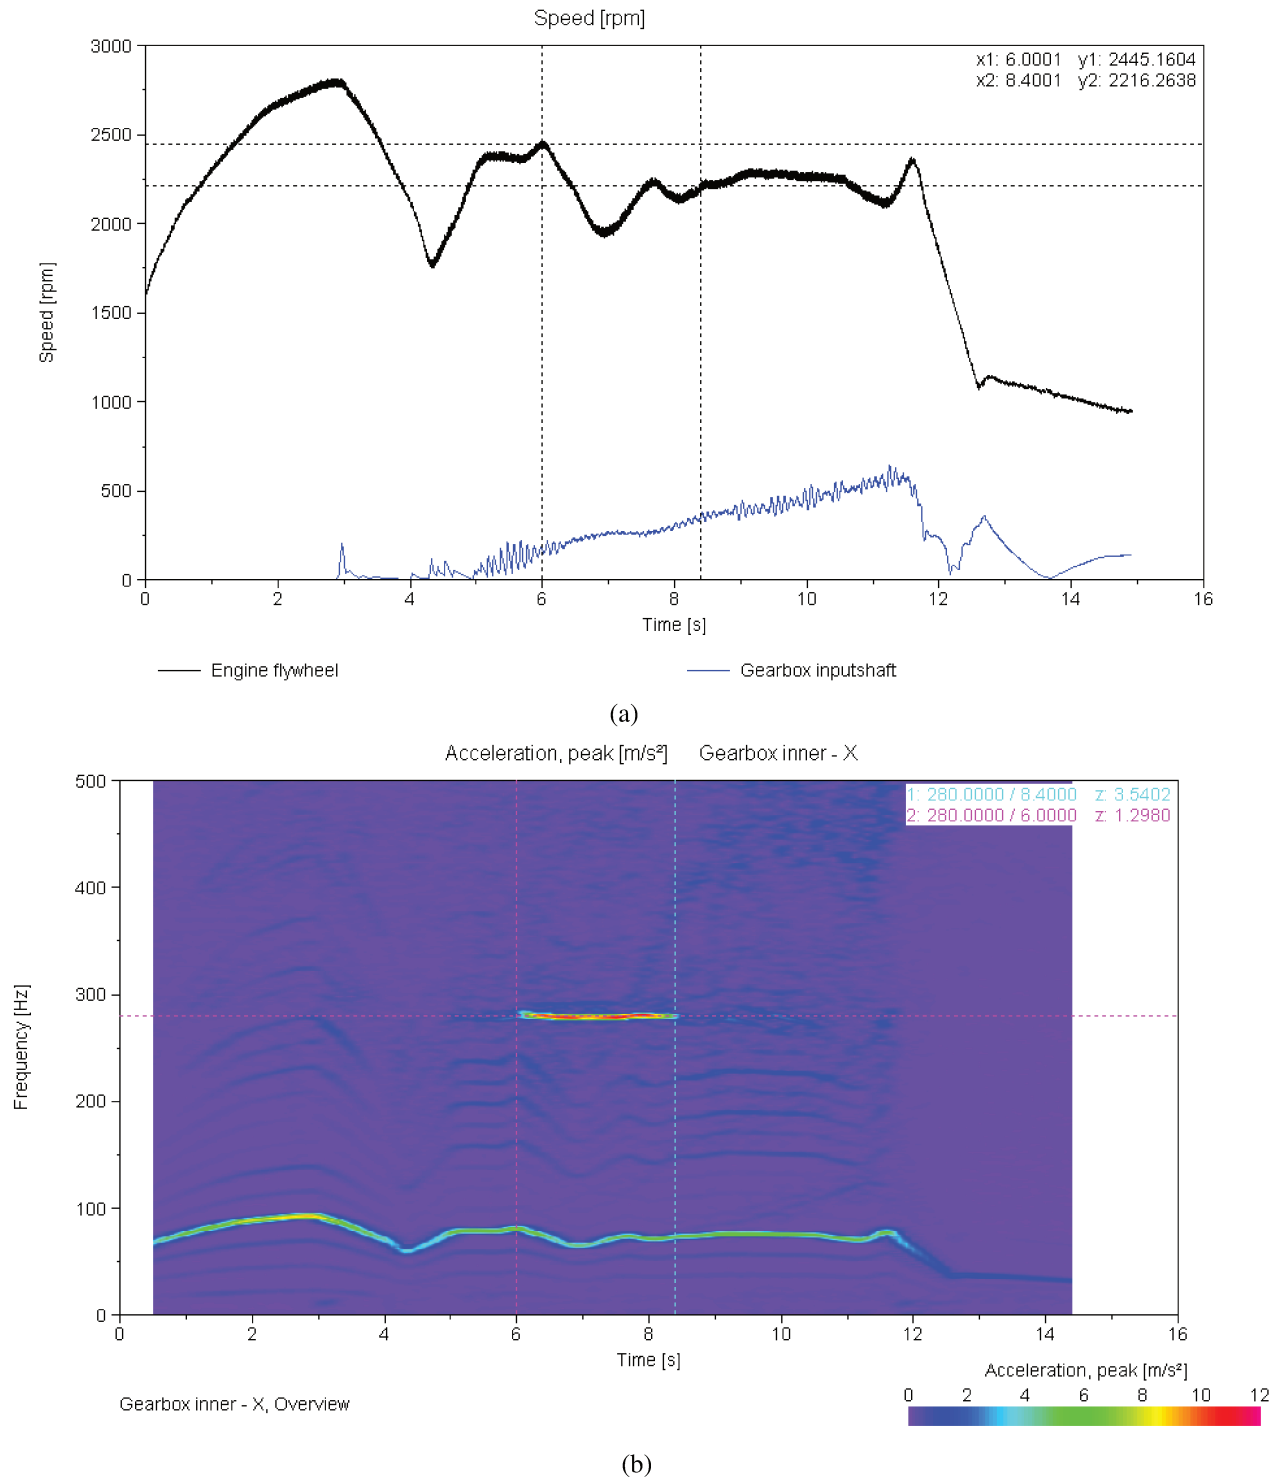 Speed [rpm]
x1: 6.0001 y1: 2445.1604
x2: 8.4001 y2: 2216.2638
3000
2500
2000
1500
1000
500
0
Speed [rpm]
0 2 4 6 8 10 12 14 16
Time [s]
Engine flywheel Gearbox inputshaft
(a)
Acceleration, peak [m/s²] Gearbox inner - X
1: 280.0000 / 8.4000 z: 3.5402
2: 280.0000 / 6.0000 z: 1.2980
500
400
300
200
100
0
Frequency [Hz]
0 2 4 6 8 10 12 14 16
Time [s]
Acceleration, peak [m/s²]
0 2 4 6 8 10 12
Gearbox inner - X, Overview
(b)